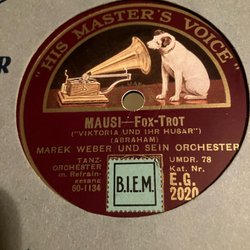 "HIS MASTER'S VOICE"
MAUSI—FOX-TROT
("VIKTORIA UND IHR HUSAR")
(ABRAHAM)
MAREK WEBER UND SEIN ORCHESTER
TANZ-
ORCHESTER
m. Refrain-
gesang
60-1134
B.I.E.M.
UMDR. 78
Kat. Nr.
E.G.
2020